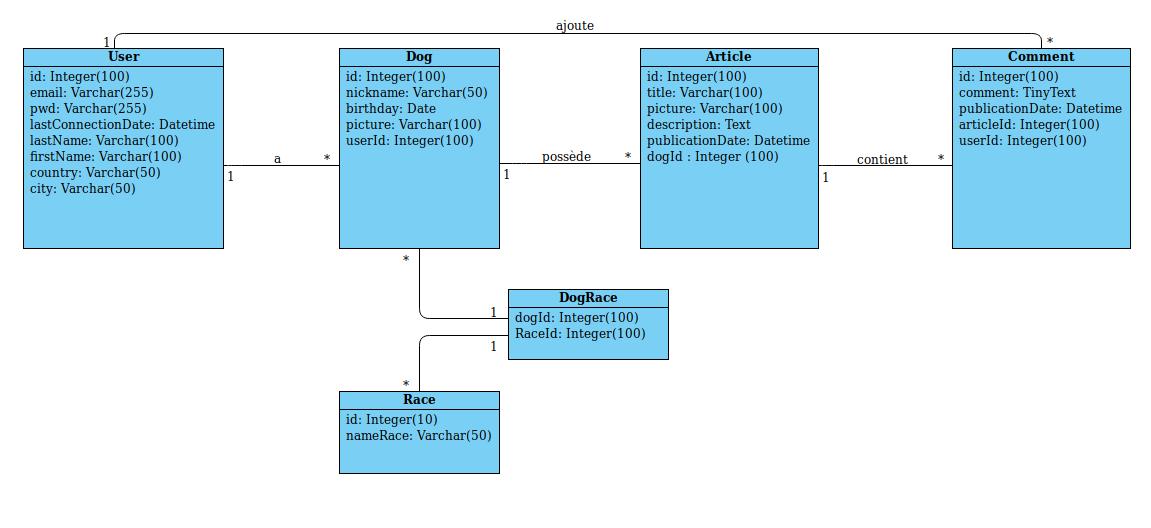 ajoute
1
*
User
id: Integer(100)
email: Varchar(255)
pwd: Varchar(255)
lastConnectionDate: Datetime
lastName: Varchar(100)
firstName: Varchar(100)
country: Varchar(50)
city: Varchar(50)
a
*
1
Dog
id: Integer(100)
nickname: Varchar(50)
birthday: Date
picture: Varchar(100)
userId: Integer(100)
possède
*
1
Article
id: Integer(100)
title: Varchar(100)
picture: Varchar(100)
description: Text
publicationDate: Datetime
dogId : Integer (100)
contient
*
1
Comment
id: Integer(100)
comment: TinyText
publicationDate: Datetime
articleId: Integer(100)
userId: Integer(100)
*
1
DogRace
dogId: Integer(100)
RaceId: Integer(100)
1
*
Race
id: Integer(10)
nameRace: Varchar(50)